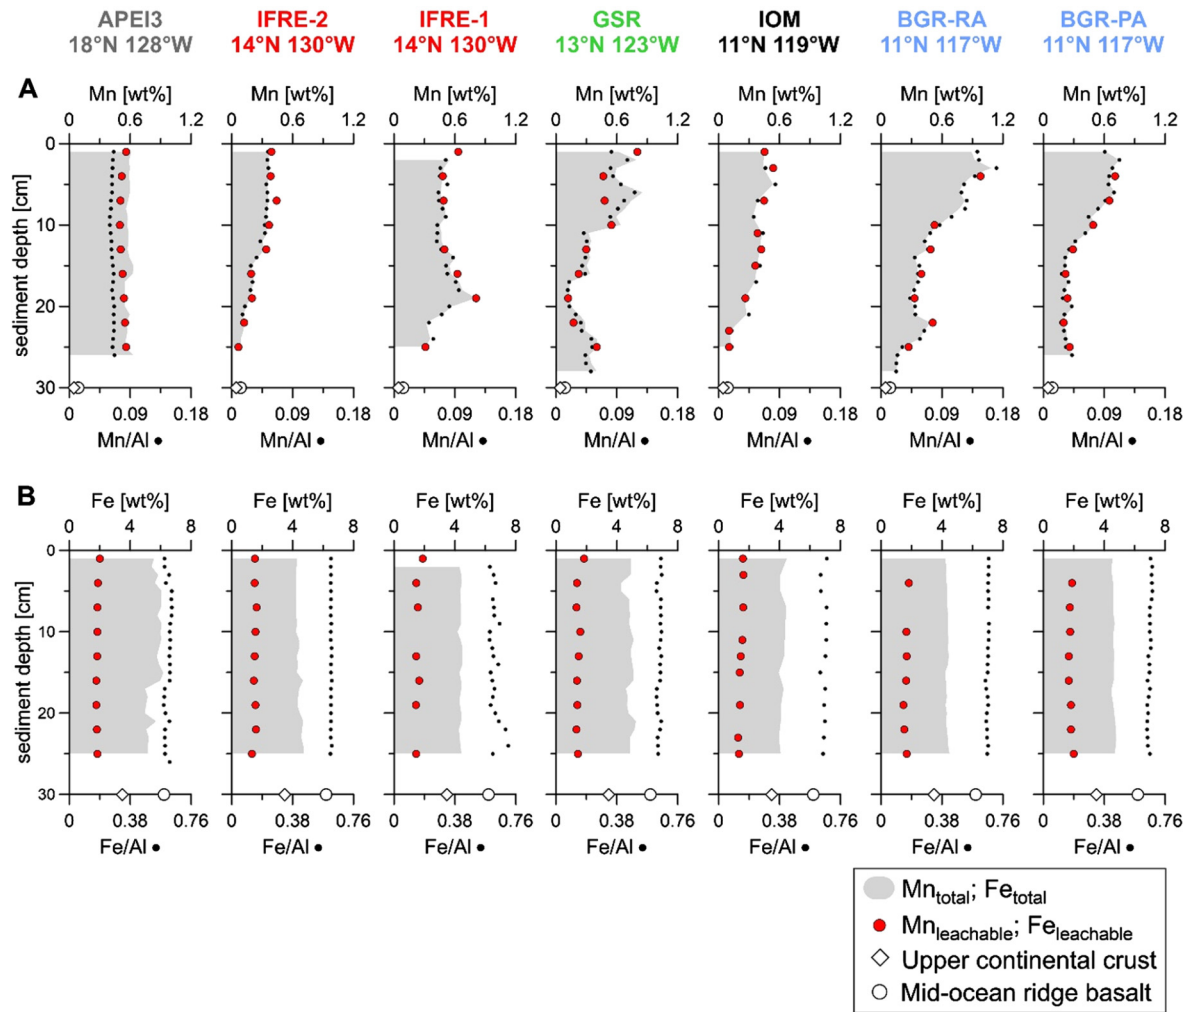 APEI3 IFRE-2 IFRE-1 GSR IOM BGR-RA BGR-PA
18°N 128°W 14°N 130°W 14°N 130°W 13°N 123°W 11°N 119°W 11°N 117°W 11°N 117°W
A
Mn [wt%] Mn [wt%] Mn [wt%] Mn [wt%] Mn [wt%] Mn [wt%] Mn [wt%]
0 0.6 1.2 0 0.6 1.2 0 0.6 1.2 0 0.6 1.2 0 0.6 1.2 0 0.6 1.2 0 0.6 1.2
0
10
20
30
sediment depth [cm]
0 0.09 0.18 0 0.09 0.18 0 0.09 0.18 0 0.09 0.18 0 0.09 0.18 0 0.09 0.18 0 0.09 0.18
Mn/Al ● Mn/Al ● Mn/Al ● Mn/Al ● Mn/Al ● Mn/Al ● Mn/Al ●
B
Fe [wt%] Fe [wt%] Fe [wt%] Fe [wt%] Fe [wt%] Fe [wt%] Fe [wt%]
0 4 8 0 4 8 0 4 8 0 4 8 0 4 8 0 4 8 0 4 8
0
10
20
30
sediment depth [cm]
0 0.38 0.76 0 0.38 0.76 0 0.38 0.76 0 0.38 0.76 0 0.38 0.76 0 0.38 0.76 0 0.38 0.76
Fe/Al ● Fe/Al ● Fe/Al ● Fe/Al ● Fe/Al ● Fe/Al ● Fe/Al ●
Mntotal; Fetotal
Mnleachable; Feleachable
Upper continental crust
Mid-ocean ridge basalt